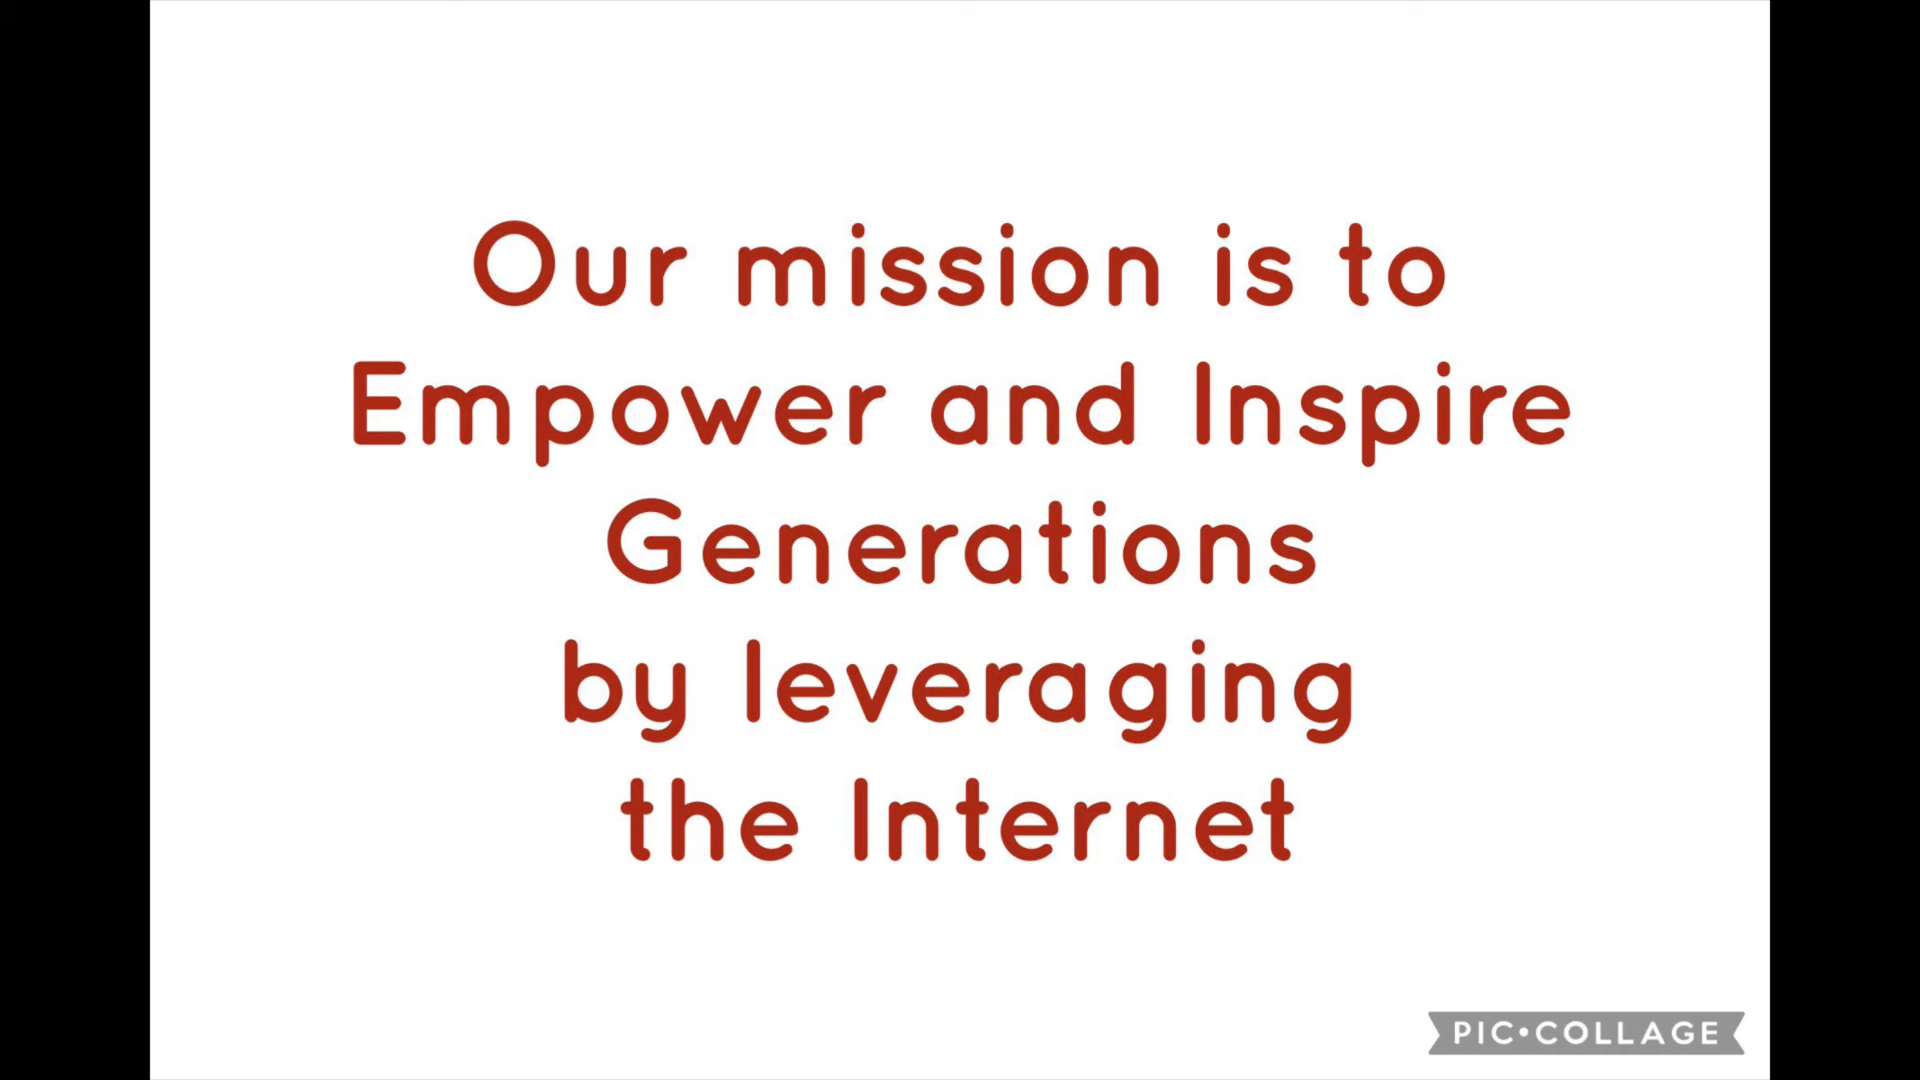 Our mission is to
Empower and Inspire
Generations
by leveraging
the Internet
PIC•COLLAGE